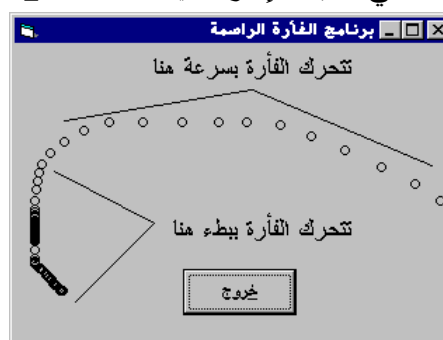 برنامج الفأرة الراسمة
تتحرك الفأرة بسرعة هنا
تتحرك الفأرة ببطء هنا
خروج